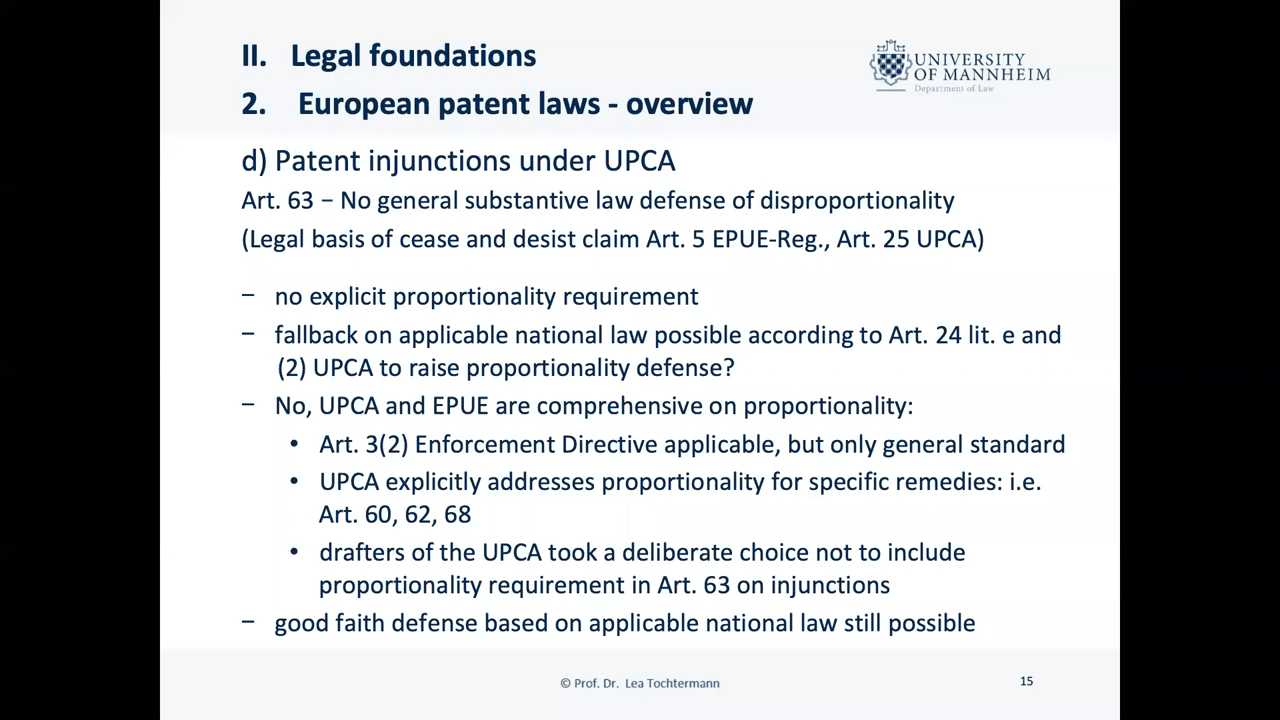 II. Legal foundations
UNIVERSITY
OF MANNHEIM
Department of Law
2. European patent laws - overview
d) Patent injunctions under UPCA
Art. 63 − No general substantive law defense of disproportionality
(Legal basis of cease and desist claim Art. 5 EPUE-Reg., Art. 25 UPCA)
− no explicit proportionality requirement
− fallback on applicable national law possible according to Art. 24 lit. e and
(2) UPCA to raise proportionality defense?
− No, UPCA and EPUE are comprehensive on proportionality:
• Art. 3(2) Enforcement Directive applicable, but only general standard
• UPCA explicitly addresses proportionality for specific remedies: i.e.
Art. 60, 62, 68
• drafters of the UPCA took a deliberate choice not to include
proportionality requirement in Art. 63 on injunctions
− good faith defense based on applicable national law still possible
© Prof. Dr. Lea Tochtermann
15